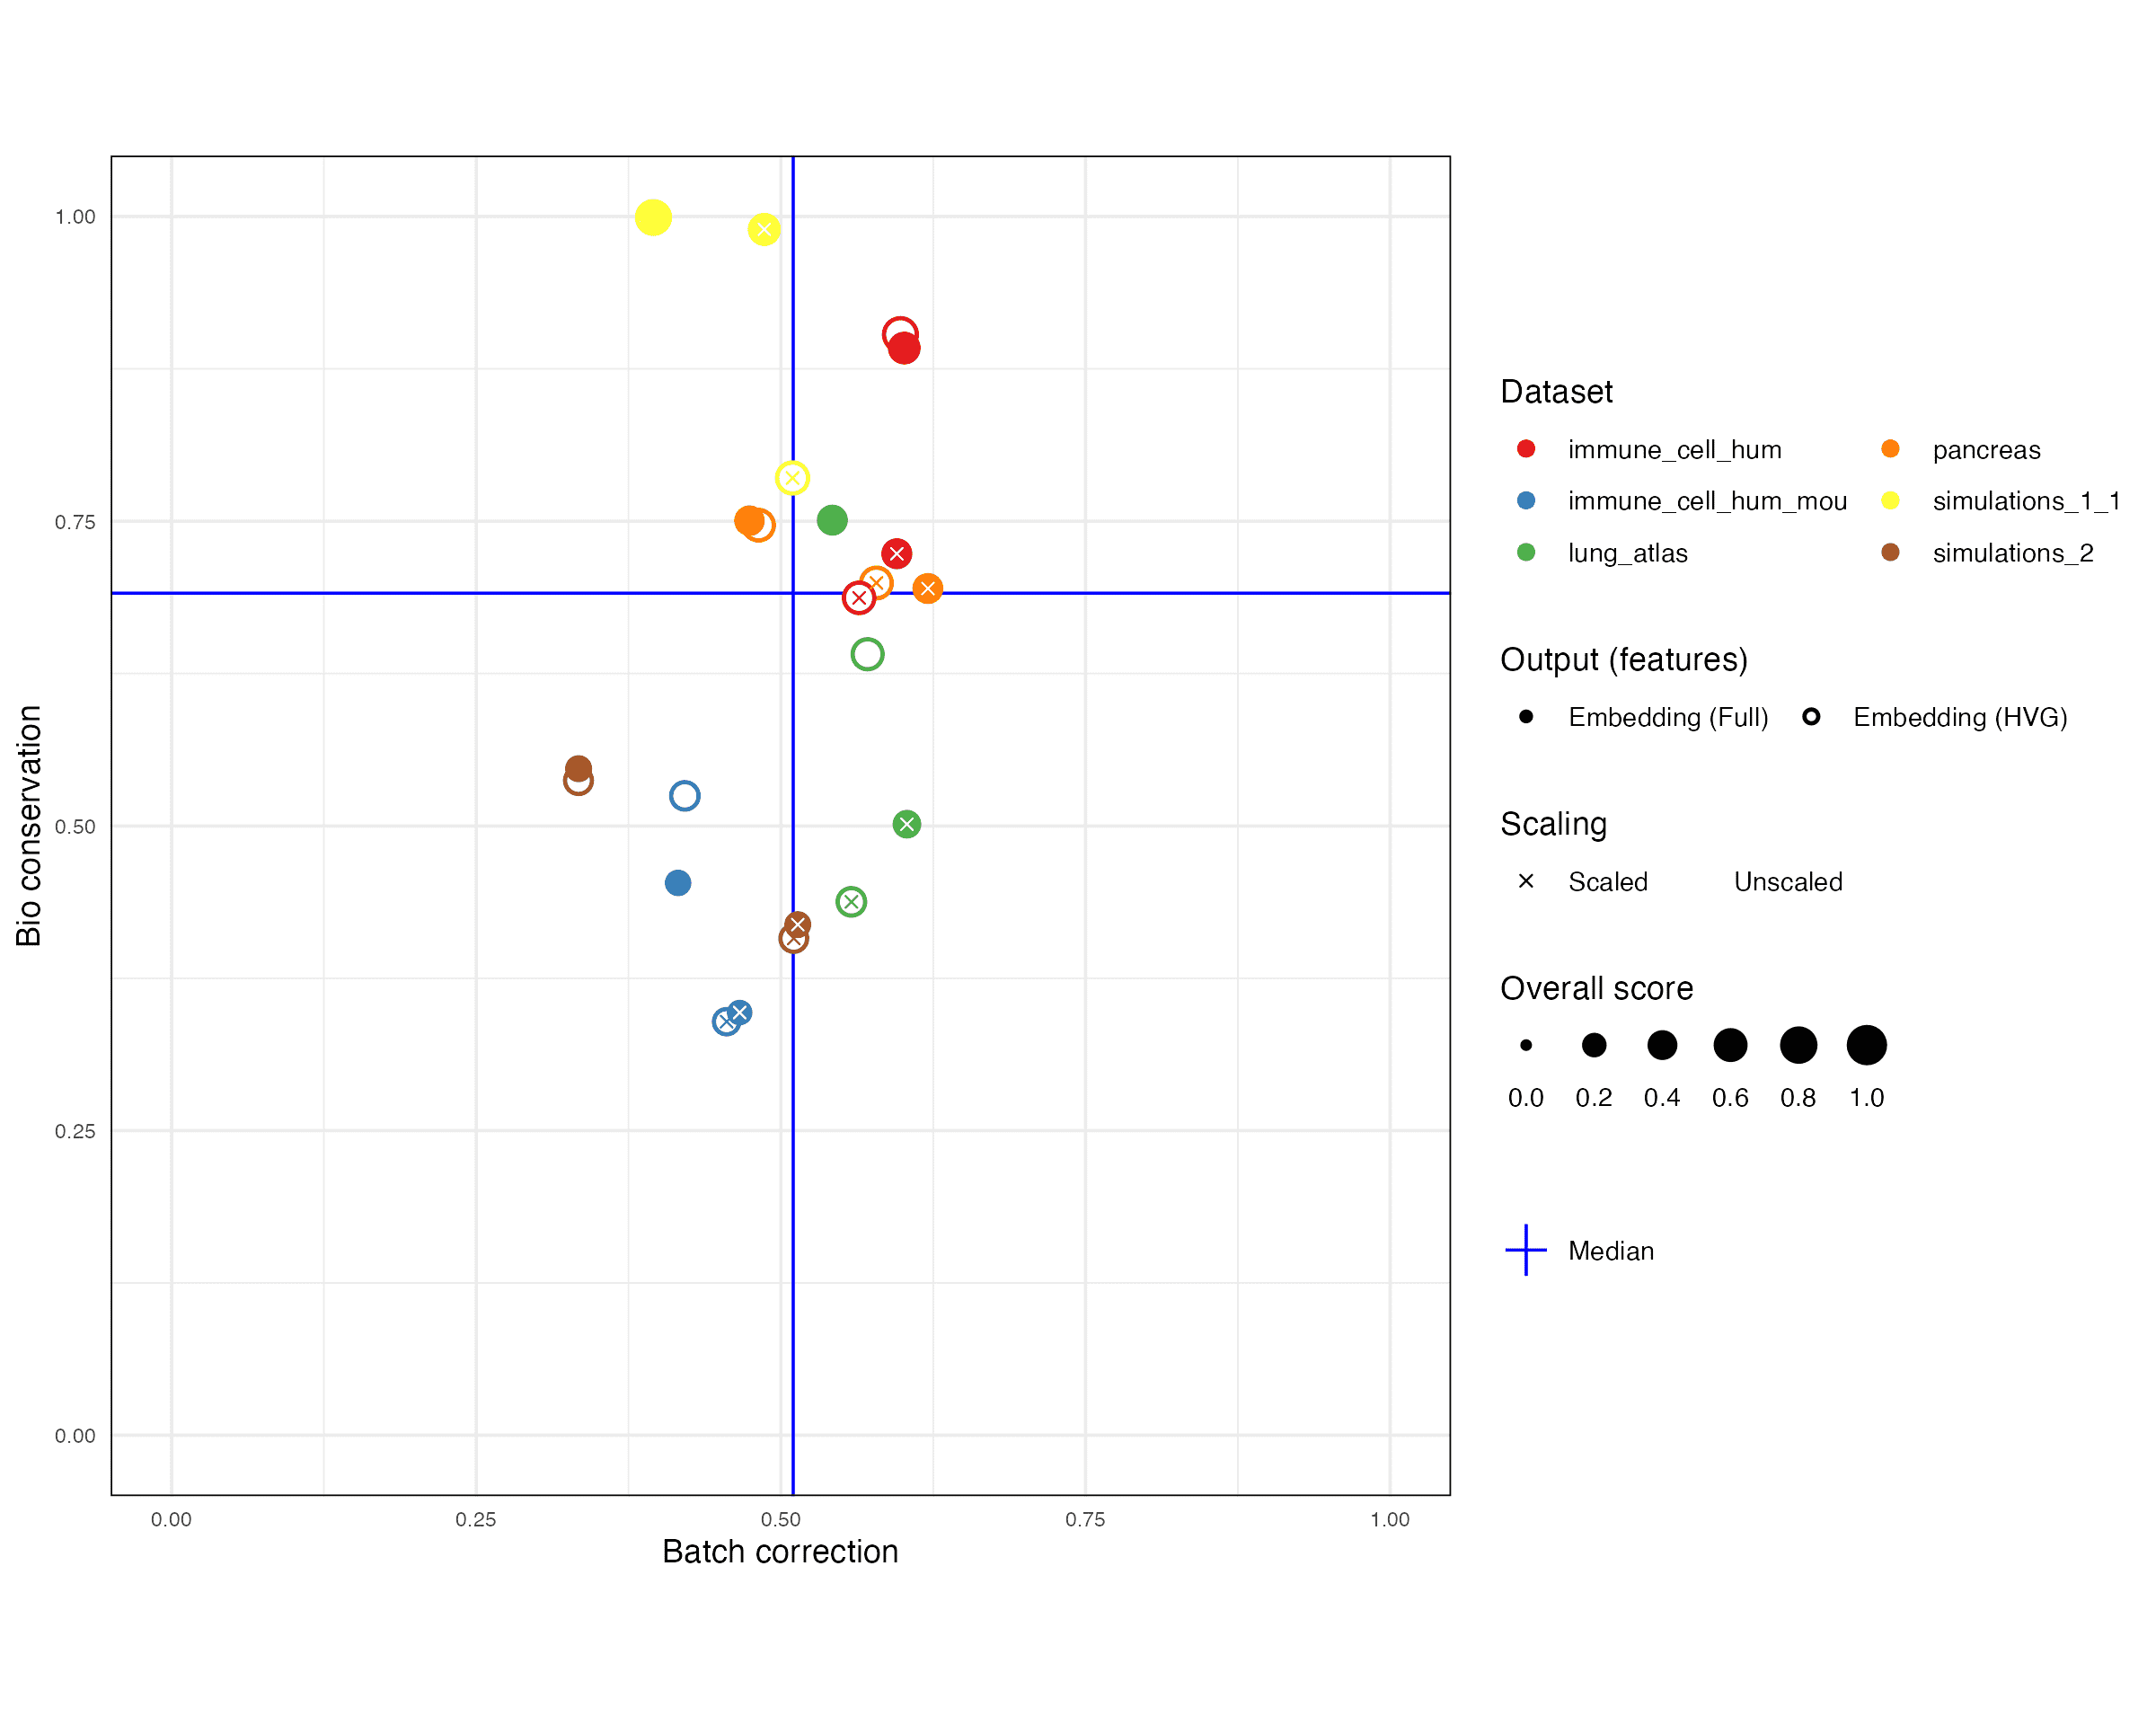 1.00
0.75
0.50
0.25
0.00
Bio conservation
0.00 0.25 0.50 0.75 1.00
Batch correction
Dataset
immune_cell_hum pancreas
immune_cell_hum_mou simulations_1_1
lung_atlas simulations_2
Output (features)
Embedding (Full) Embedding (HVG)
Scaling
Scaled Unscaled
Overall score
0.0 0.2 0.4 0.6 0.8 1.0
Median